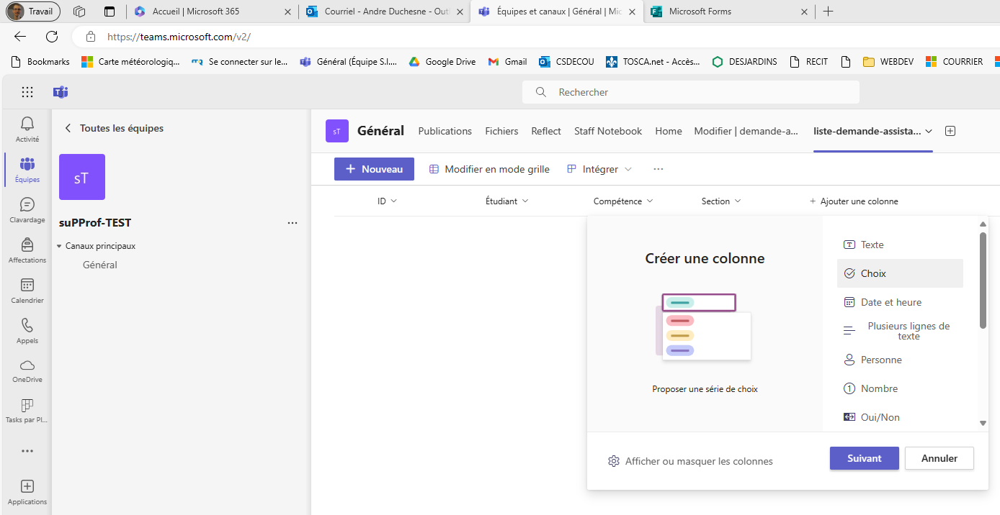 Travail
Accueil | Microsoft 365
Courriel - Andre Duchesne - Outl
Équipes et canaux | Général | Mic
Microsoft Forms
https://teams.microsoft.com/v2/
Bookmarks
Carte météorologiq...
Se connecter sur le...
Général (Équipe S.I....
Google Drive
Gmail
CSDECOU
TOSCA.net - Accès...
DESJARDINS
RECIT
WEBDEV
COURRIER
Rechercher
Activité
Équipes
Clavardage
Affectations
Calendrier
Appels
OneDrive
Tasks par Pl...
Applications
Toutes les équipes
sT
suPProf-TEST
Canaux principaux
Général
sT
Général
Publications
Fichiers
Reflect
Staff Notebook
Home
Modifier | demande-a...
liste-demande-assista...
Nouveau
Modifier en mode grille
Intégrer
ID
Étudiant
Compétence
Section
Ajouter une colonne
Créer une colonne
Proposer une série de choix
Texte
Choix
Date et heure
Plusieurs lignes de
texte
Personne
Nombre
Oui/Non
Afficher ou masquer les colonnes
Suivant
Annuler